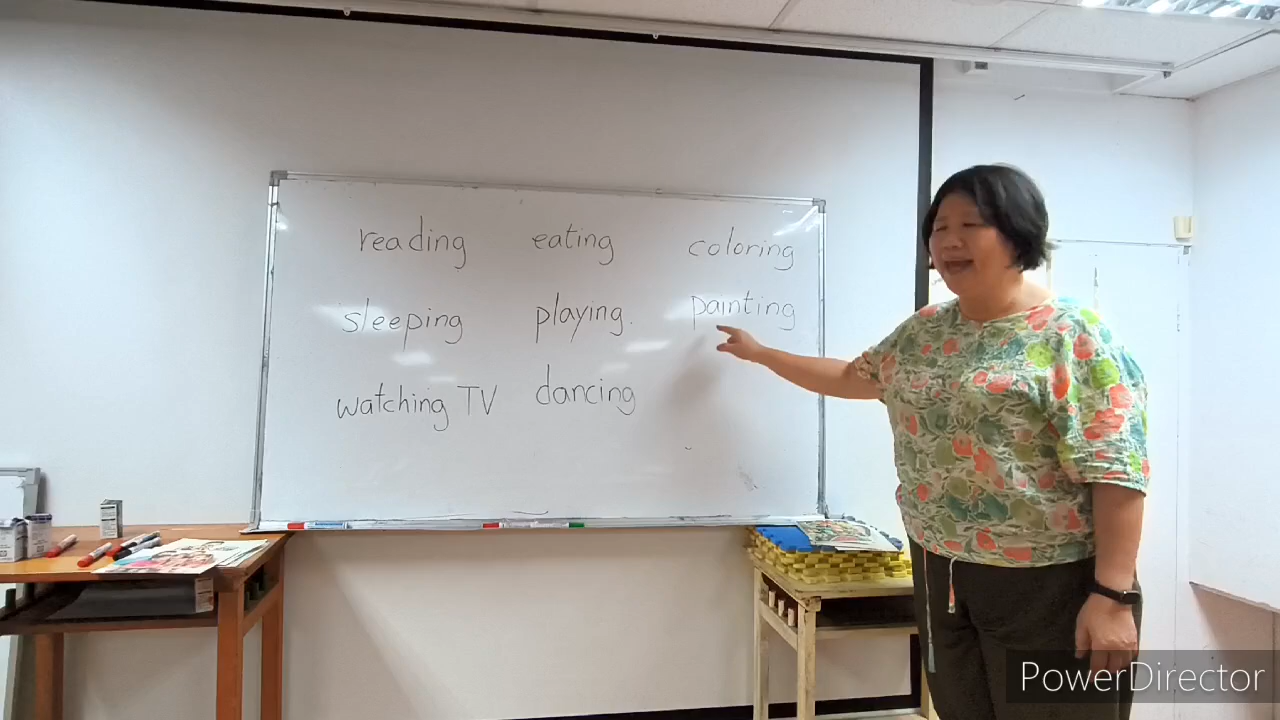 reading eating coloring
sleeping playing. painting
watching TV dancing
PowerDirector